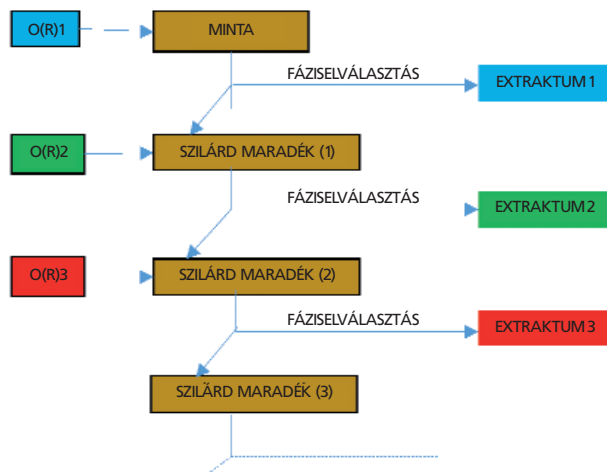 O(R)1
MINTA
FÁZISELVÁLASZTÁS
EXTRAKTUM 1
O(R)2
SZILÁRD MARADÉK (1)
FÁZISELVÁLASZTÁS
EXTRAKTUM 2
O(R)3
SZILÁRD MARADÉK (2)
FÁZISELVÁLASZTÁS
EXTRAKTUM 3
SZILÁRD MARADÉK (3)